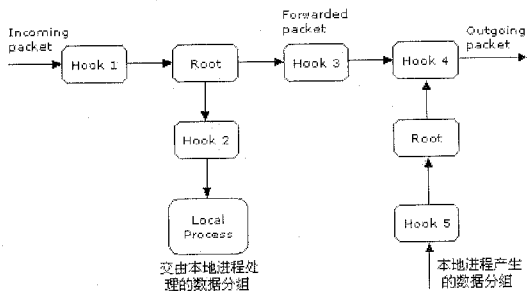 Incoming
packet
Hook 1
Root
Forwarded
packet
Hook 3
Hook 4
Outgoing
packet
Hook 2
Root
Local
Process
Hook 5
交由本地进程处
理的数据分组
本地进程产
生的数据分组